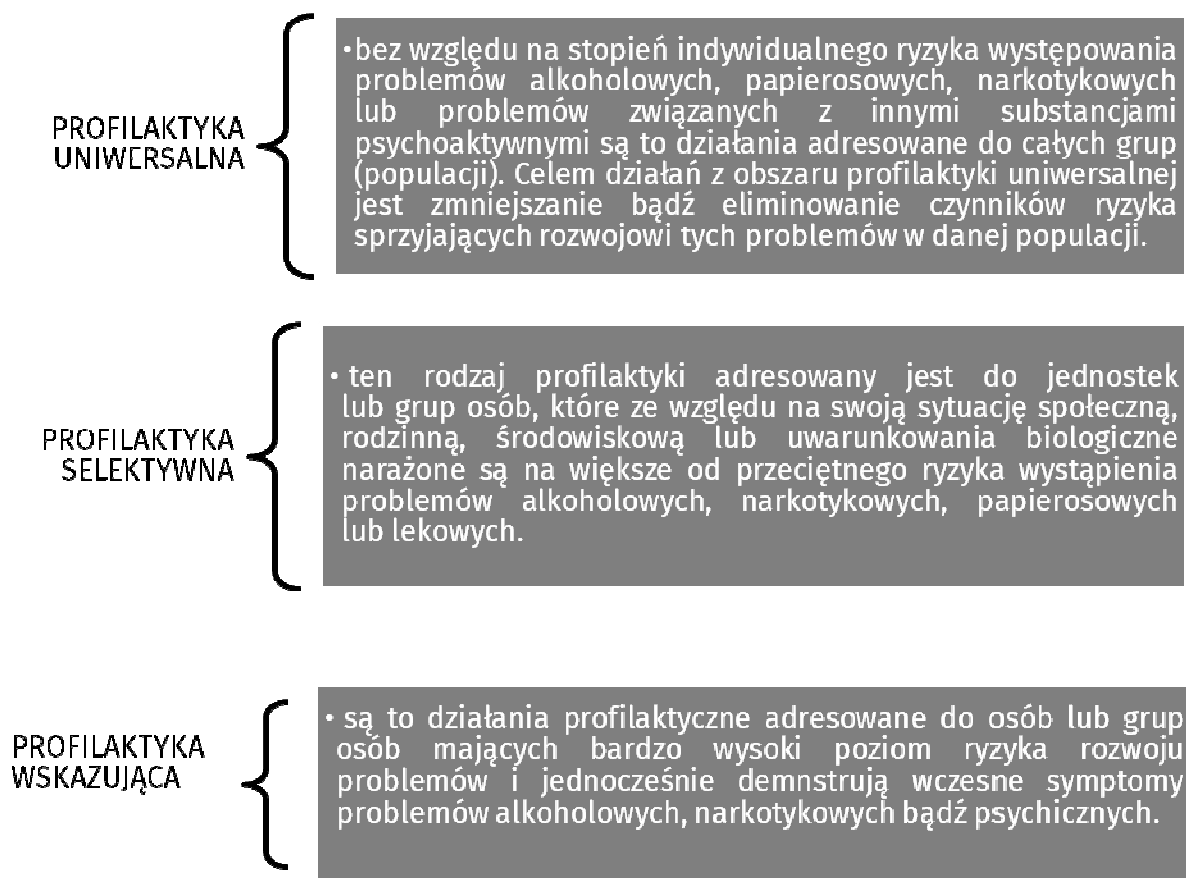 PROFILAKTYKA
UNIWERSALNA
• bez względu na stopień indywidualnego ryzyka występowania
problemów alkoholowych, papierosowych, narkotykowych
lub problemów związanych z innymi substancjami
psychoaktywnymi są to działania adresowane do całych grup
(populacji). Celem działań z obszaru profilaktyki uniwersalnej
jest zmniejszanie bądź eliminowanie czynników ryzyka
sprzyjających rozwojowi tych problemów w danej populacji.
PROFILAKTYKA
SELEKTYWNA
• ten rodzaj profilaktyki adresowany jest do jednostek
lub grup osób, które ze względu na swoją sytuację społeczną,
rodzinną, środowiskową lub uwarunkowania biologiczne
narażone są na większe od przeciętnego ryzyka wystąpienia
problemów alkoholowych, narkotykowych, papierosowych
lub lekowych.
PROFILAKTYKA
WSKAZUJĄCA
• są to działania profilaktyczne adresowane do osób lub grup
osób mających bardzo wysoki poziom ryzyka rozwoju
problemów i jednocześnie demnstrują wczesne symptomy
problemów alkoholowych, narkotykowych bądź psychicznych.